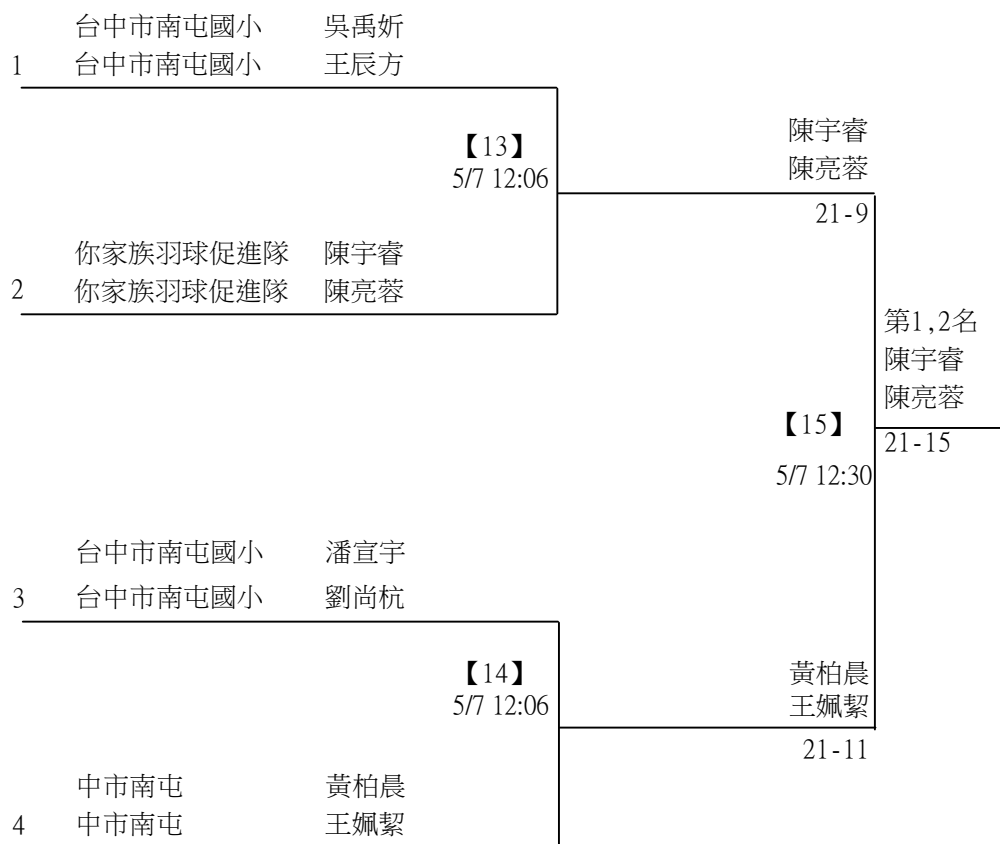 台中市南屯國小 吳禹妡
1 台中市南屯國小 王辰方
【13】
5/7 12:06
陳宇睿
陳亮蓉
21-9
你家族羽球促進隊 陳宇睿
2 你家族羽球促進隊 陳亮蓉
第1,2名
陳宇睿
陳亮蓉
【15】
21-15
5/7 12:30
台中市南屯國小 潘宣宇
3 台中市南屯國小 劉尚杭
【14】
5/7 12:06
黃柏晨
王姵絜
21-11
中市南屯 黃柏晨
4 中市南屯 王姵絜